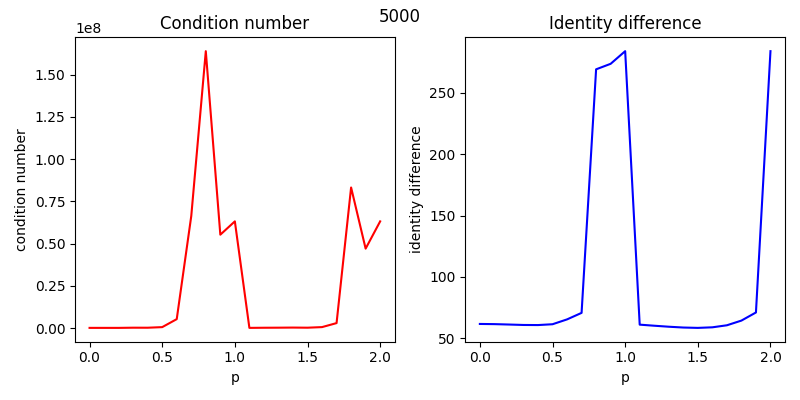 5000
Condition number
1e8
condition number
1.50
1.25
1.00
0.75
0.50
0.25
0.00
0.0 0.5 1.0 1.5 2.0
p
Identity difference
identity difference
250
200
150
100
50
0.0 0.5 1.0 1.5 2.0
p